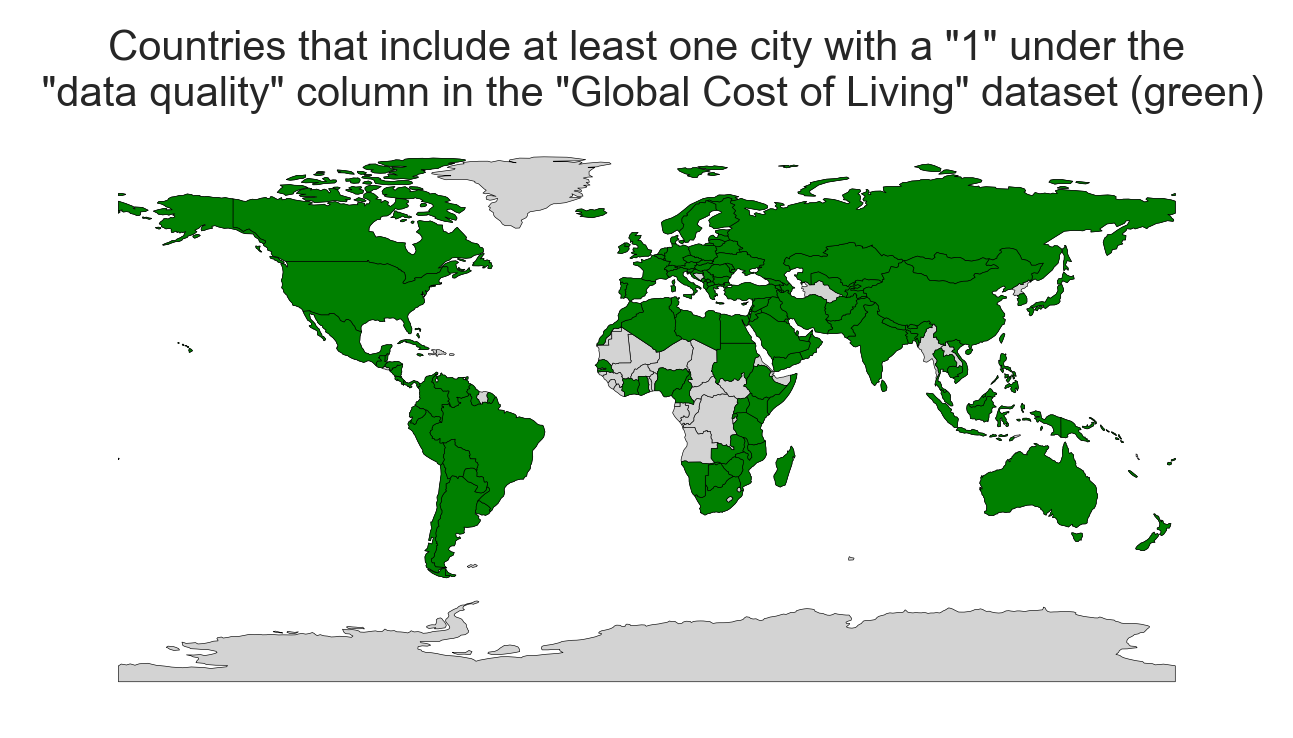 Countries that include at least one city with a "1" under the
"data quality" column in the "Global Cost of Living" dataset (green)